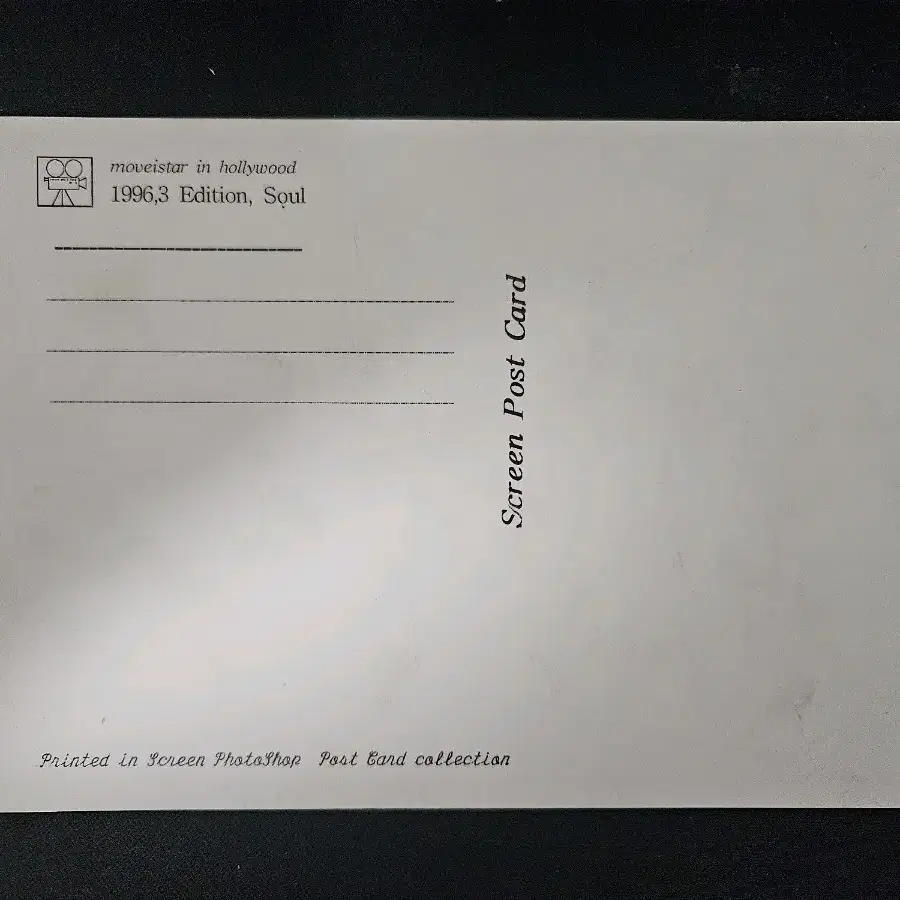 moveistar in hollywood
1996,3 Edition, Soul
Screen Post Card
Printed in Screen PhotoShop Post Card collection